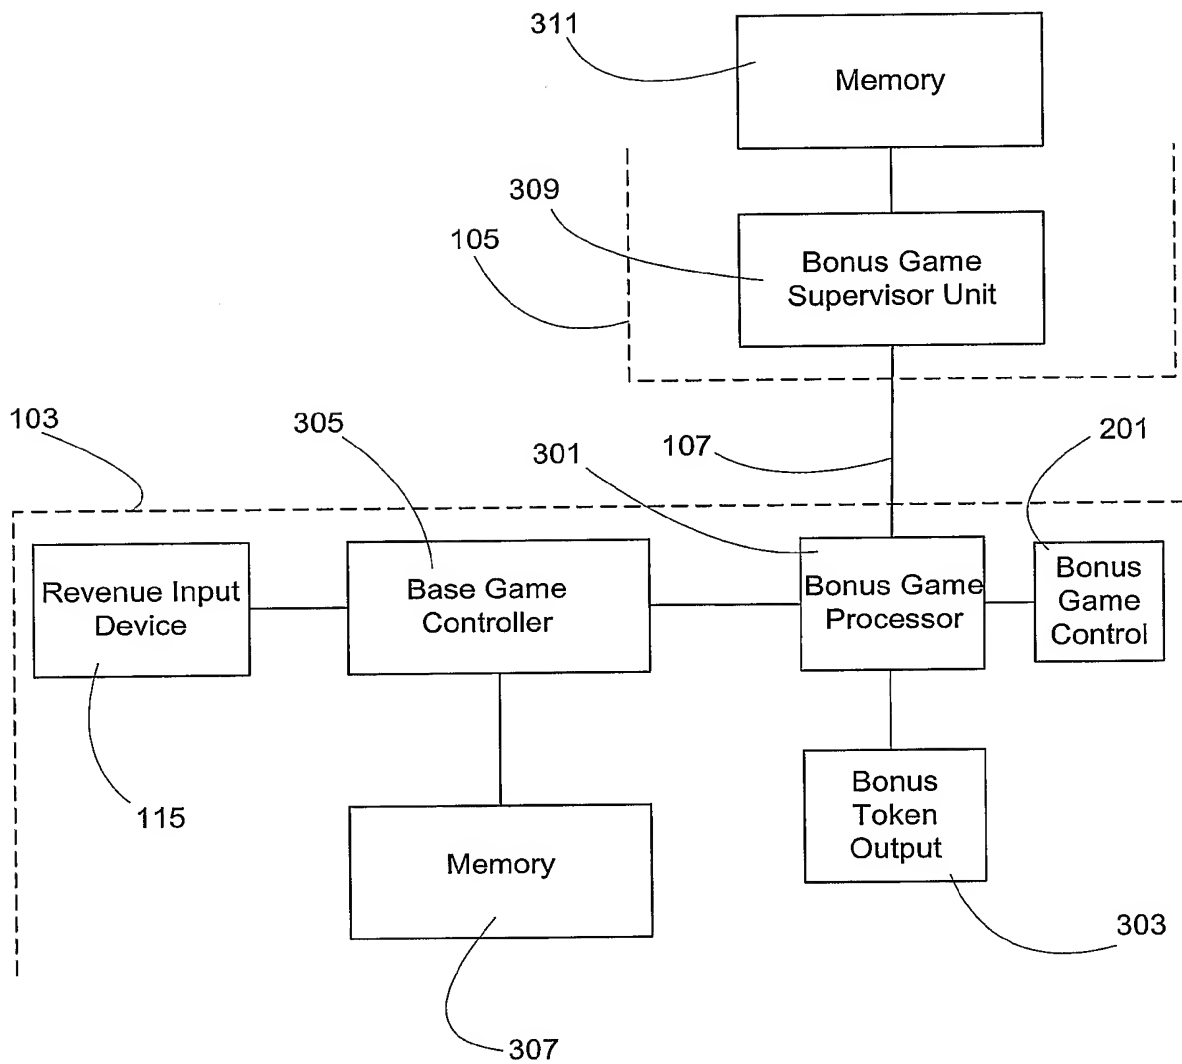 311
Memory
309
105
Bonus Game
Supervisor Unit
103
305
301
107
201
Revenue Input
Device
Base Game
Controller
Bonus Game
Processor
Bonus
Game
Control
115
Memory
Bonus
Token
Output
303
307